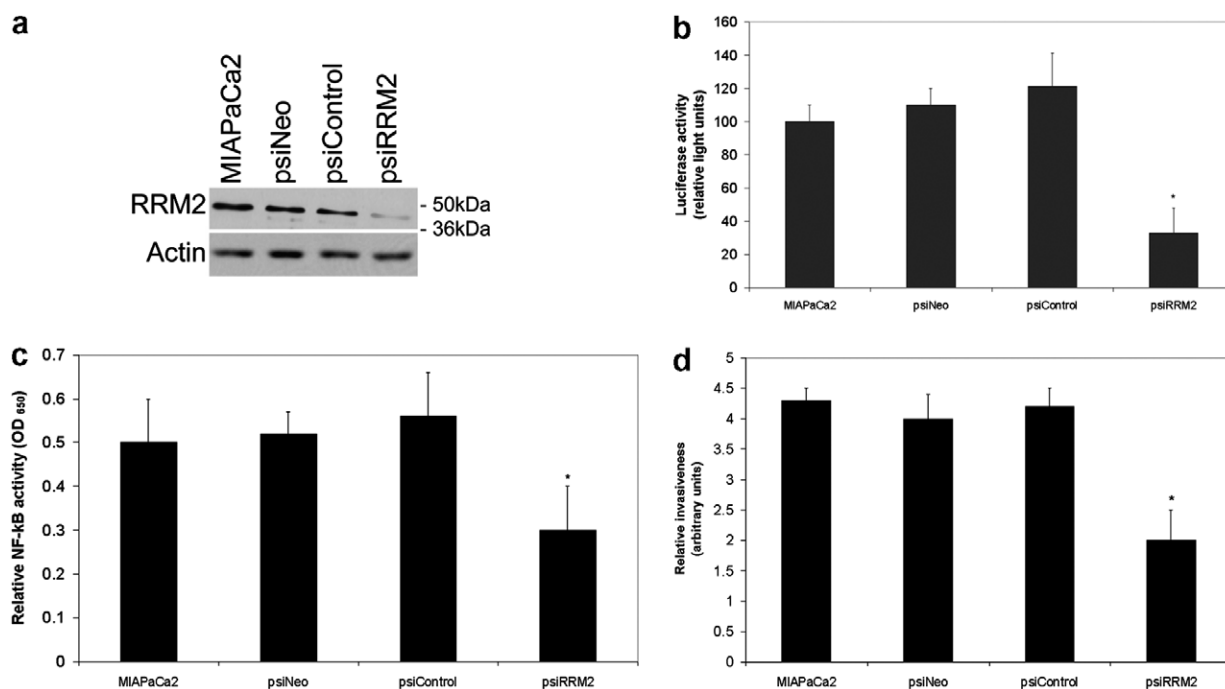 a
MIAPaCa2
psiNeo
psiControl
psiRRM2
RRM2
- 50kDa
- 36kDa
Actin
b
Luciferase activity
(relative light units)
160
140
120
100
80
60
40
20
0
*
MIAPaCa2 psiNeo psiControl psiRRM2
c
Relative NF-kB activity (OD 650)
0.7
0.6
0.5
0.4
0.3
0.2
0.1
0
*
MIAPaCa2 psiNeo psiControl psiRRM2
d
Relative invasiveness
(arbitrary units)
5
4.5
4
3.5
3
2.5
2
1.5
1
0.5
0
*
MIAPaCa2 psiNeo psiControl psiRRM2